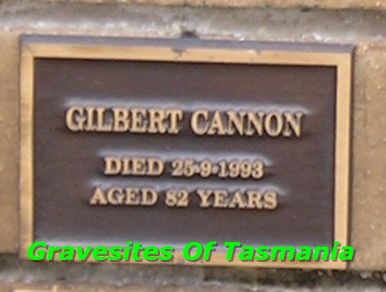 GILBERT CANNON
DIED 25-9-1993
AGED 82 YEARS
Gravesites Of Tasmania